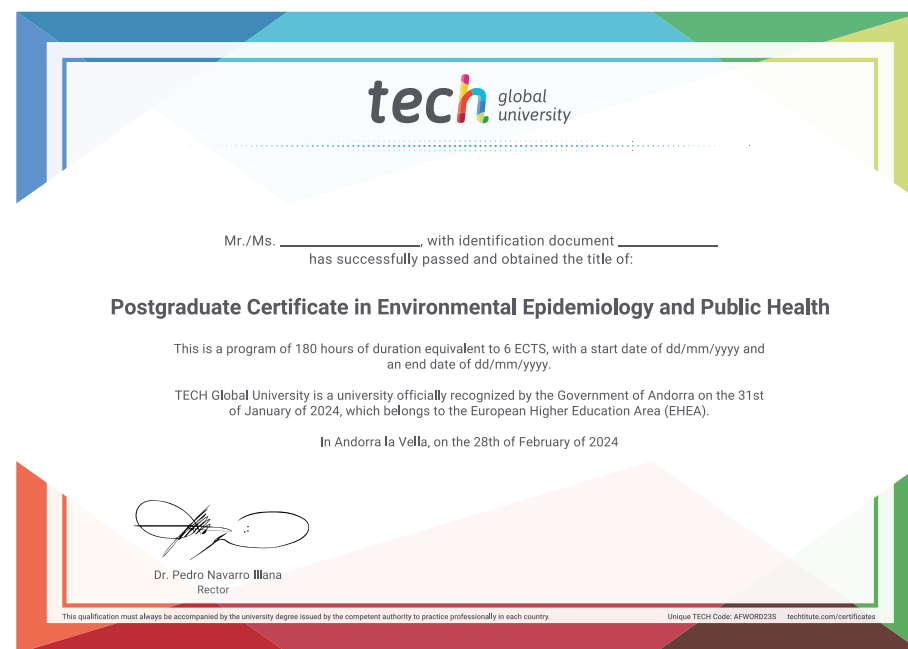 tech global
university
Mr./Ms. ____________________, with identification document ______________
has successfully passed and obtained the title of:
Postgraduate Certificate in Environmental Epidemiology and Public Health
This is a program of 180 hours of duration equivalent to 6 ECTS, with a start date of dd/mm/yyyy and
an end date of dd/mm/yyyy.
TECH Global University is a university officially recognized by the Government of Andorra on the 31st
of January of 2024, which belongs to the European Higher Education Area (EHEA).
In Andorra la Vella, on the 28th of February of 2024
Dr. Pedro Navarro Illana
Rector
This qualification must always be accompanied by the university degree issued by the competent authority to practice professionally in each country. Unique TECH Code: AFWORD23S techtitute.com/certificates